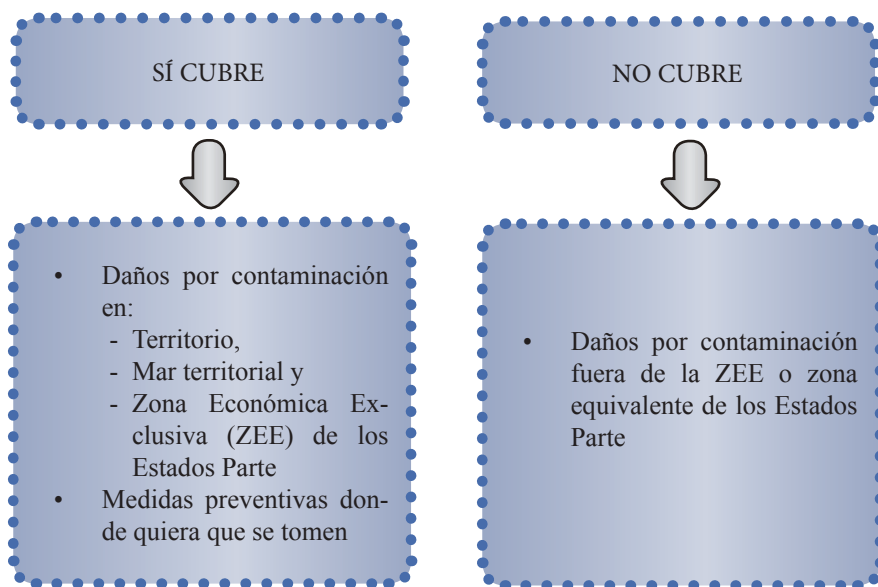 SÍ CUBRE
• Daños por contaminación
en:
- Territorio,
- Mar territorial y
- Zona Económica Ex-
clusiva (ZEE) de los
Estados Parte
• Medidas preventivas don-
de quiera que se tomen
NO CUBRE
• Daños por contaminación
fuera de la ZEE o zona
equivalente de los Estados
Parte